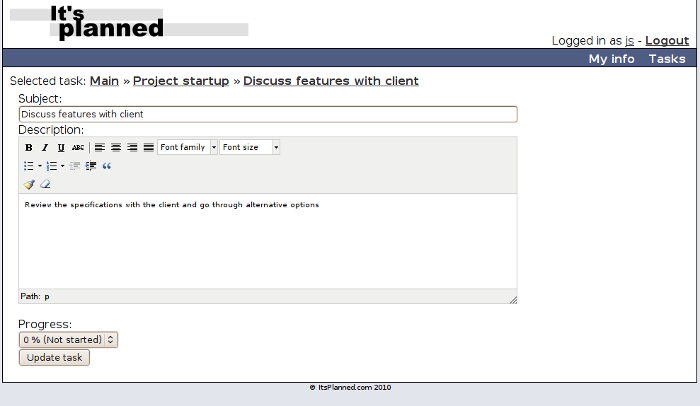 It's
planned
Logged in as js - Logout
My info Tasks
Selected task: Main » Project startup » Discuss features with client
Subject:
Discuss features with client
Description:
B I U ABC Font family Font size
Review the specifications with the client and go through alternative options
Path: p
Progress:
0 % (Not started)
Update task
© ItsPlanned.com 2010